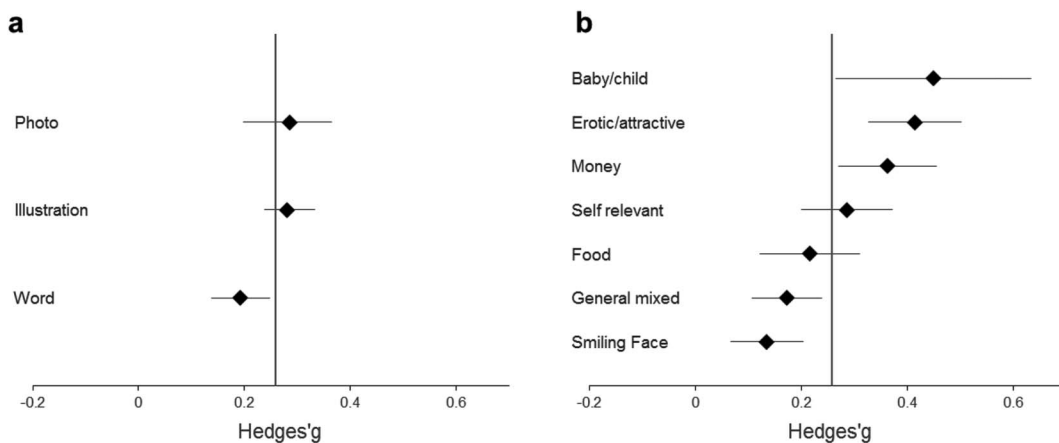 a
Photo
Illustration
Word
-0.2 0 0.2 0.4 0.6
Hedges'g
b
Baby/child
Erotic/attractive
Money
Self relevant
Food
General mixed
Smiling Face
-0.2 0 0.2 0.4 0.6
Hedges'g